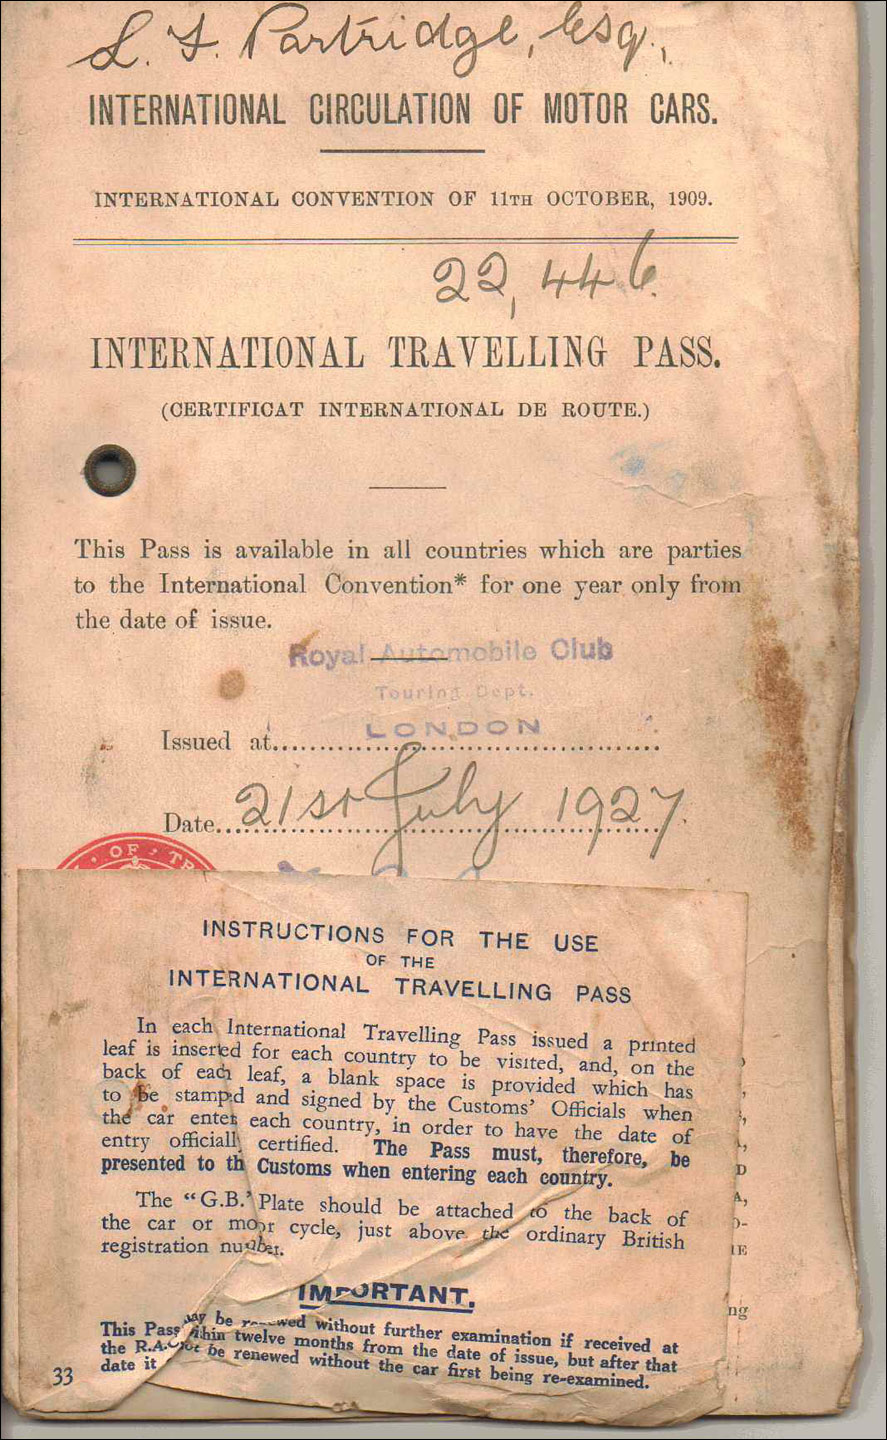 L. F. Partridge, Esq.,
INTERNATIONAL CIRCULATION OF MOTOR CARS.
INTERNATIONAL CONVENTION OF 11TH OCTOBER, 1909.
22,446.
INTERNATIONAL TRAVELLING PASS.
(CERTIFICAT INTERNATIONAL DE ROUTE.)
This Pass is available in all countries which are parties
to the International Convention* for one year only from
the date of issue.
Royal Automobile Club
Touring Dept.
LONDON
Issued at
Date 21st July 1927.
OF TR
INSTRUCTIONS FOR THE USE
OF THE
INTERNATIONAL TRAVELLING PASS
In each International Travelling Pass issued a printed
leaf is inserted for each country to be visited, and, on the
back of each leaf, a blank space is provided which has
to be stamp:d and signed by the Customs' Officials when
the car enters each country, in order to have the date of
entry officiall certified. The Pass must, therefore, be
presented to th Customs when entering each country.
The "G.B.' Plate should be attached to the back of
the car or motor cycle, just above the ordinary British
registration number.
IMPORTANT.
This Pass may be renewed without further examination if received at
the R.A.C. within twelve months from the date of issue, but after that
date it not be renewed without the car first being re-examined.
33
D
A,
O-
IE
ng